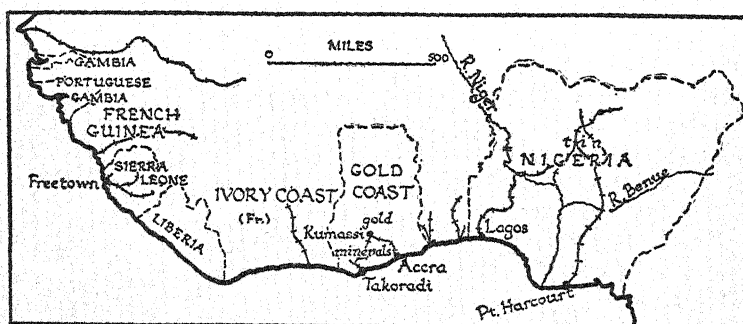 GAMBIA
PORTUGUESE
GAMBIA
FRENCH
GUINEA
SIERRA
LEONE
Freetown
LIBERIA
0
MILES
500
IVORY COAST
(Fr.)
GOLD
COAST
gold
Kumassi
minerals
Accra
Takoradi
R. Niger
tin
NIGERIA
R. Benue
Lagos
Pt. Harcourt